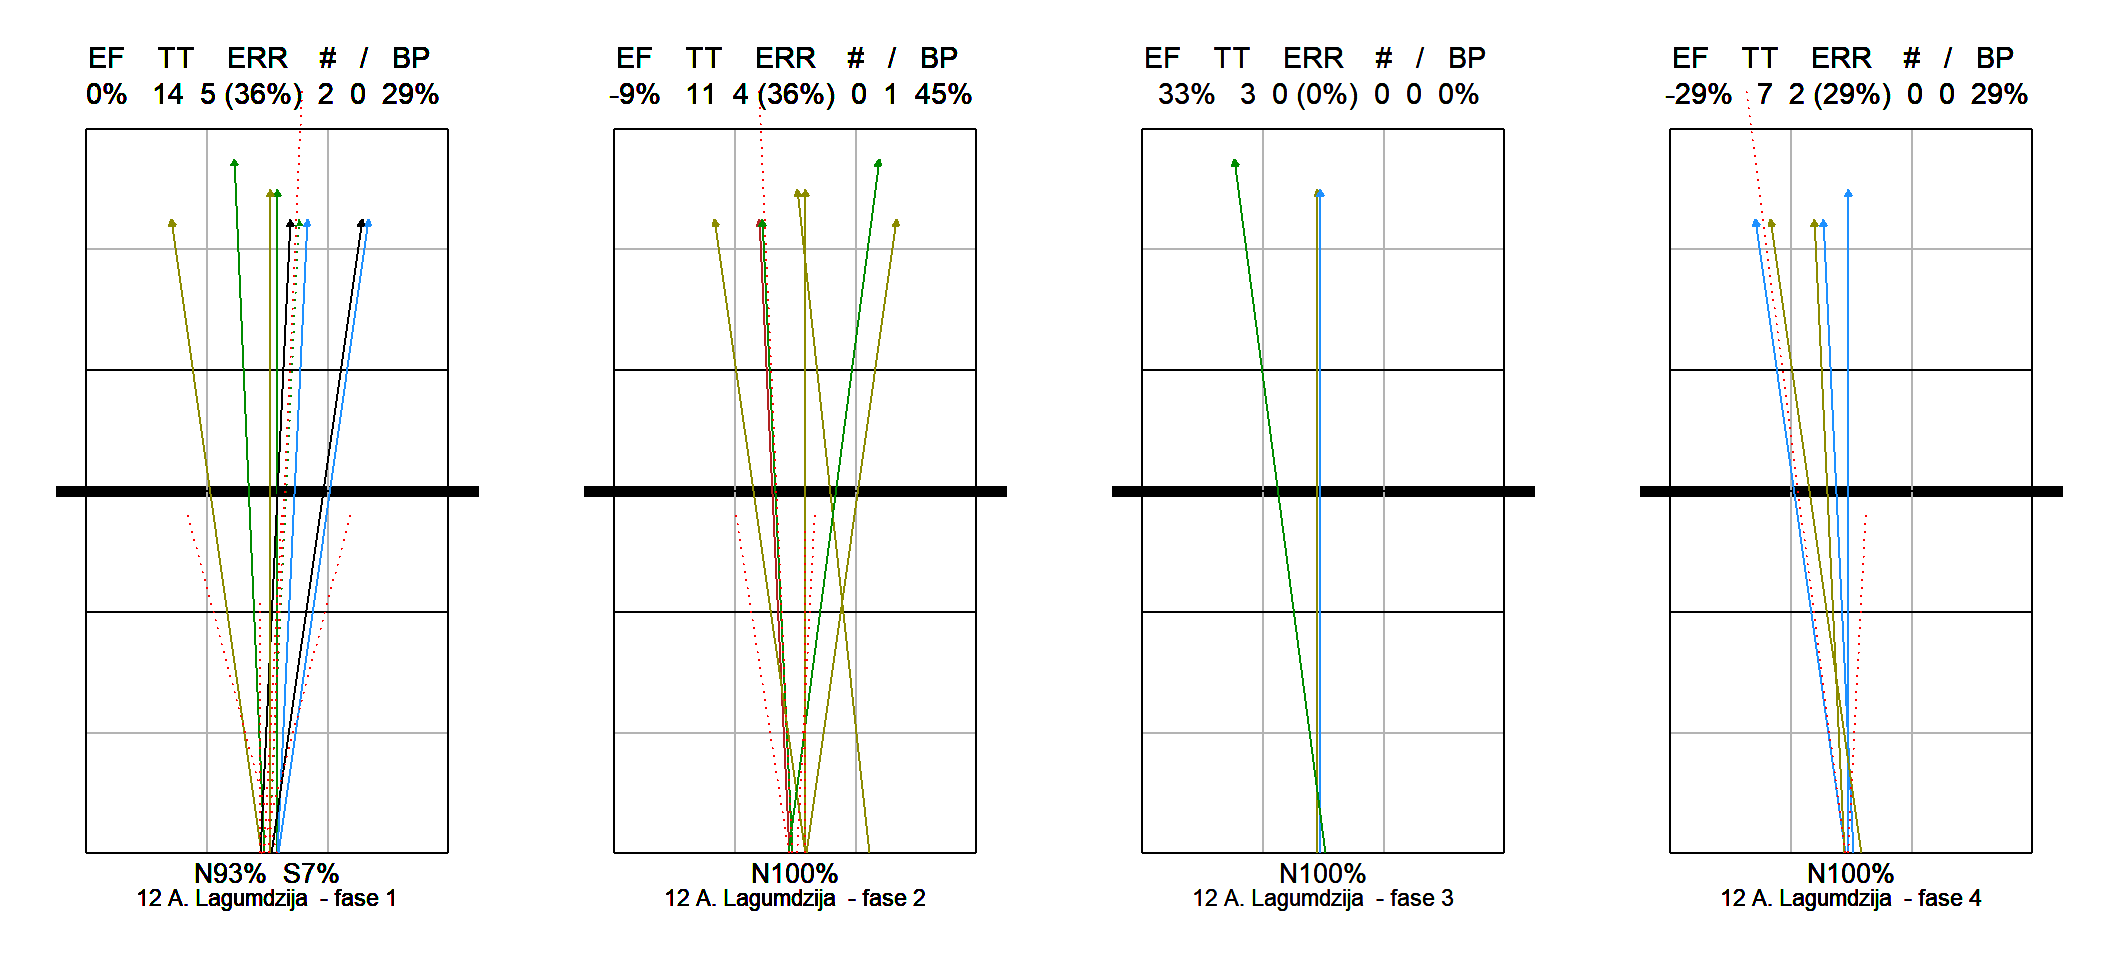 EF TT ERR # / BP
0% 14 5 (36%) 2 0 29%
N93% S7%
12 A. Lagumdzija - fase 1
EF TT ERR # / BP
-9% 11 4 (36%) 0 1 45%
N100%
12 A. Lagumdzija - fase 2
EF TT ERR # / BP
33% 3 0 (0%) 0 0 0%
N100%
12 A. Lagumdzija - fase 3
EF TT ERR # / BP
-29% 7 2 (29%) 0 0 29%
N100%
12 A. Lagumdzija - fase 4